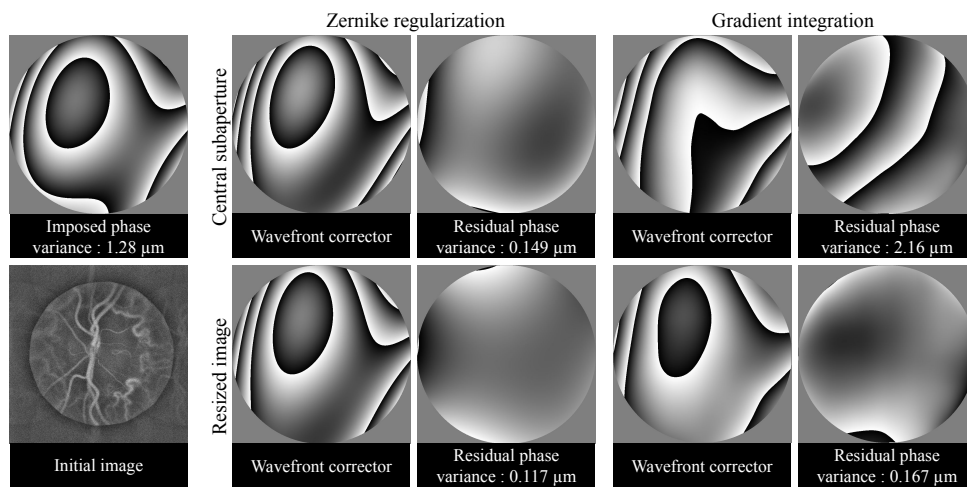 Zernike regularization
Gradient integration
Central subaperture
Imposed phase
variance : 1.28 µm
Wavefront corrector
Residual phase
variance : 0.149 µm
Wavefront corrector
Residual phase
variance : 2.16 µm
Resized image
Initial image
Wavefront corrector
Residual phase
variance : 0.117 µm
Wavefront corrector
Residual phase
variance : 0.167 µm